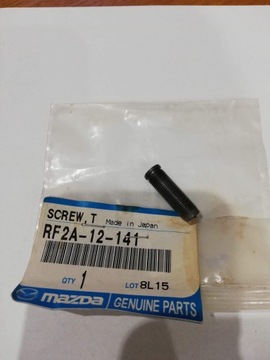 SCREW,T Made in Japan
RF2A-12-141
QTY 1 LOT 8L15
mazda GENUINE PARTS